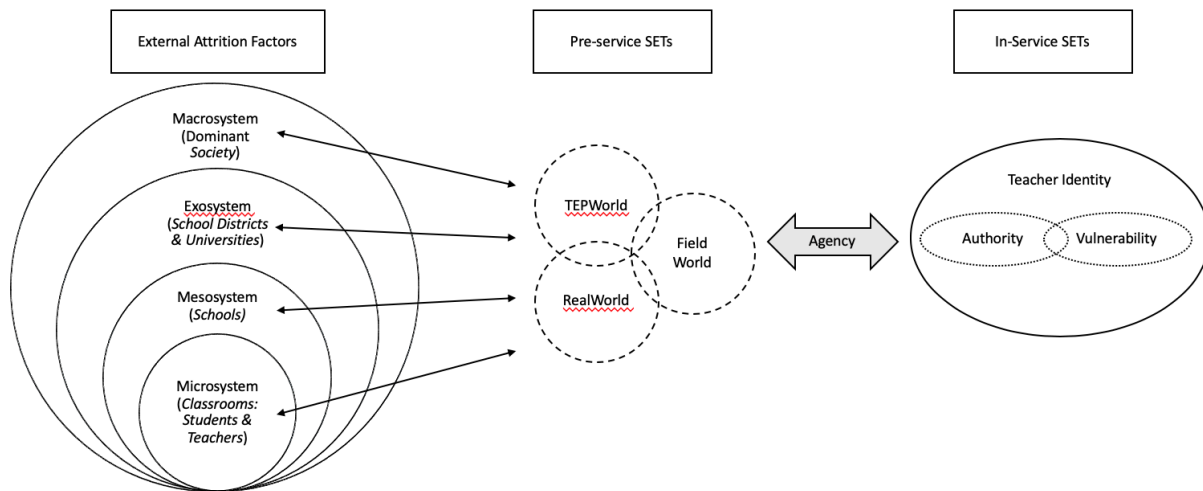 External Attrition Factors
Pre-service SETs
In-Service SETs
Macrosystem
(Dominant
Society)
Exosystem
(School Districts
& Universities)
Mesosystem
(Schools)
Microsystem
(Classrooms:
Students &
Teachers)
TEPWorld
Field
World
RealWorld
Agency
Teacher Identity
Authority
Vulnerability